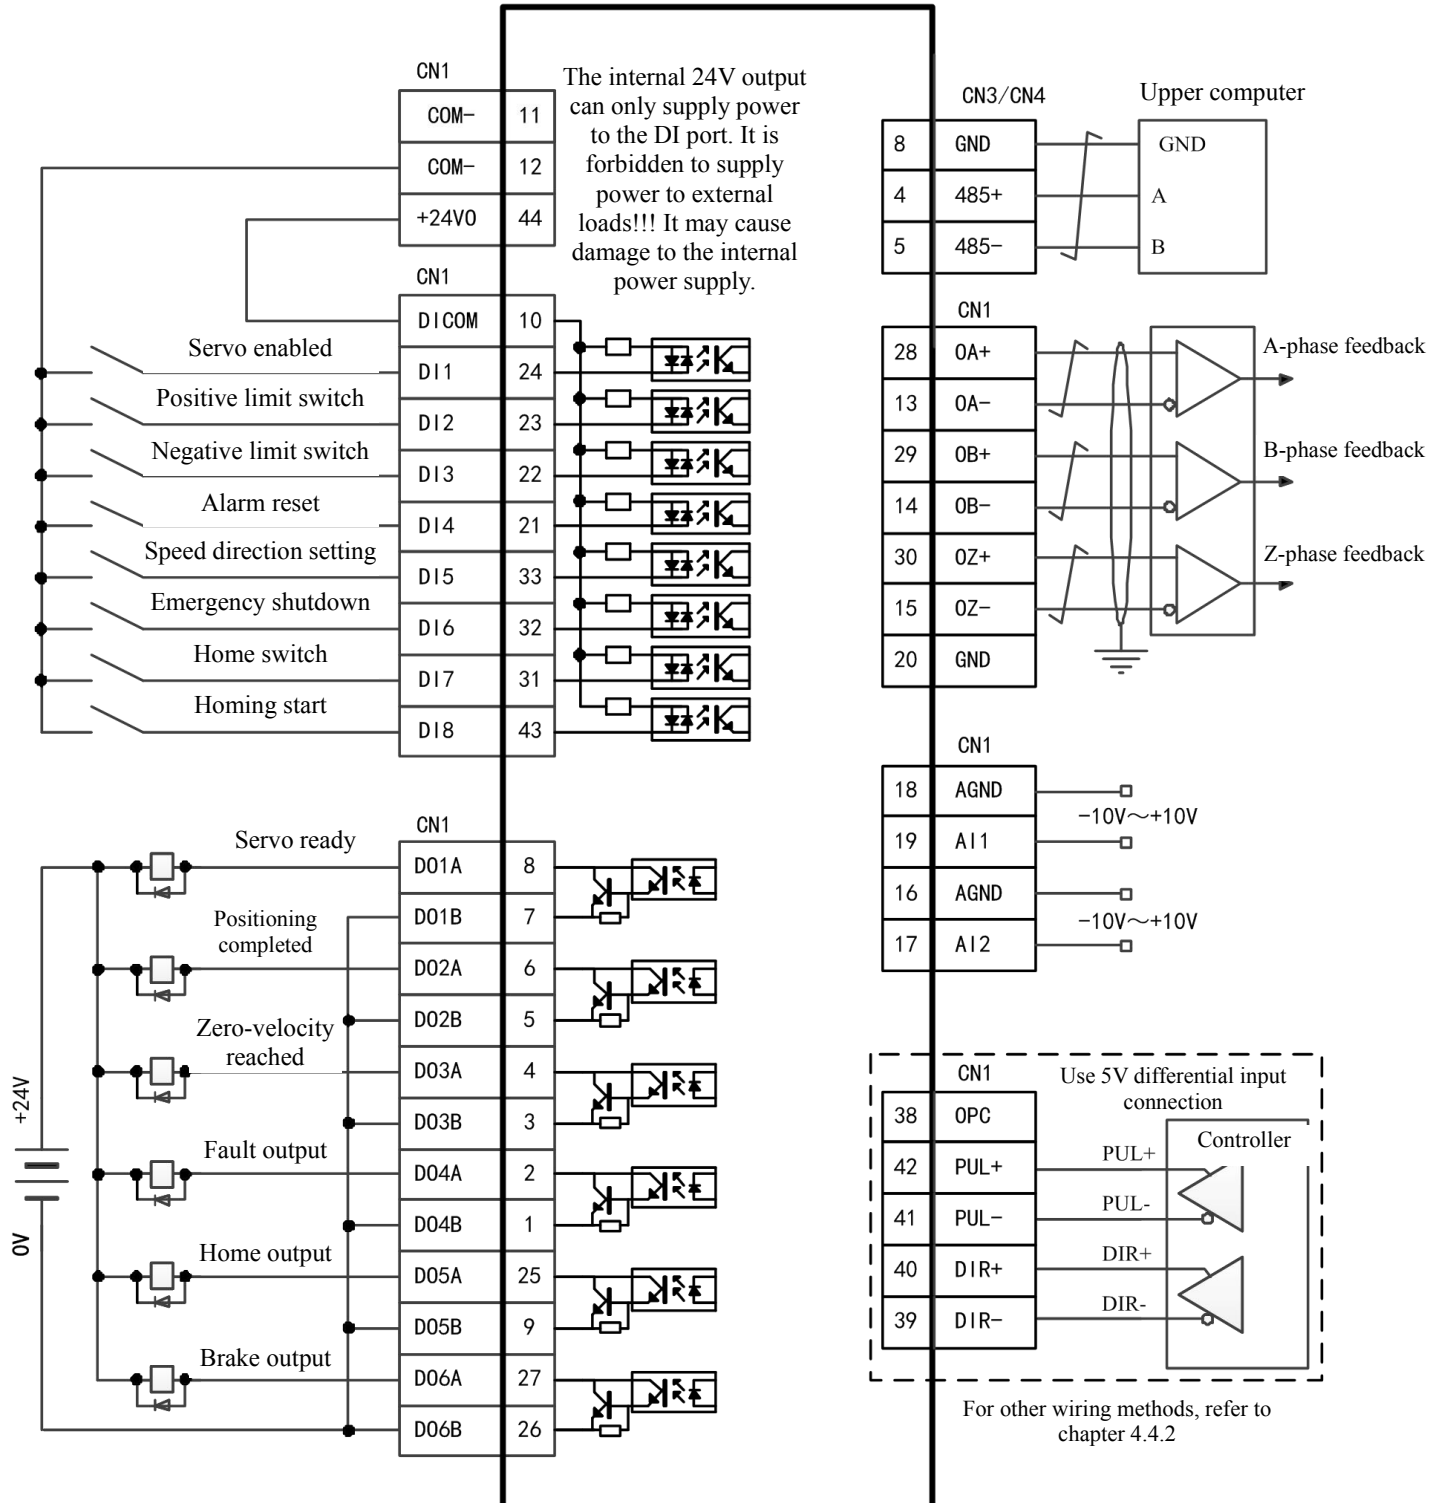 CN1
COM- 11
COM- 12
+24VO 44
The internal 24V output
can only supply power
to the DI port. It is
forbidden to supply
power to external
loads!!! It may cause
damage to the internal
power supply.
CN1
DICOM 10
Servo enabled
DI1 24
Positive limit switch
DI2 23
Negative limit switch
DI3 22
Alarm reset
DI4 21
Speed direction setting
DI5 33
Emergency shutdown
DI6 32
Home switch
DI7 31
Homing start
DI8 43
CN1
Servo ready
DO1A 8
DO1B 7
Positioning
completed
DO2A 6
DO2B 5
Zero-velocity
reached
DO3A 4
DO3B 3
Fault output
DO4A 2
DO4B 1
Home output
DO5A 25
DO5B 9
Brake output
DO6A 27
DO6B 26
+24V
0V
CN3/CN4
Upper computer
8 GND GND
4 485+ A
5 485- B
CN1
28 OA+
A-phase feedback
13 OA-
29 OB+
B-phase feedback
14 OB-
30 OZ+
Z-phase feedback
15 OZ-
20 GND
CN1
18 AGND
-10V～+10V
19 AI1
16 AGND
-10V～+10V
17 AI2
CN1
Use 5V differential input
connection
38 OPC
Controller
42 PUL+ PUL+
41 PUL- PUL-
40 DIR+ DIR+
39 DIR- DIR-
For other wiring methods, refer to
chapter 4.4.2